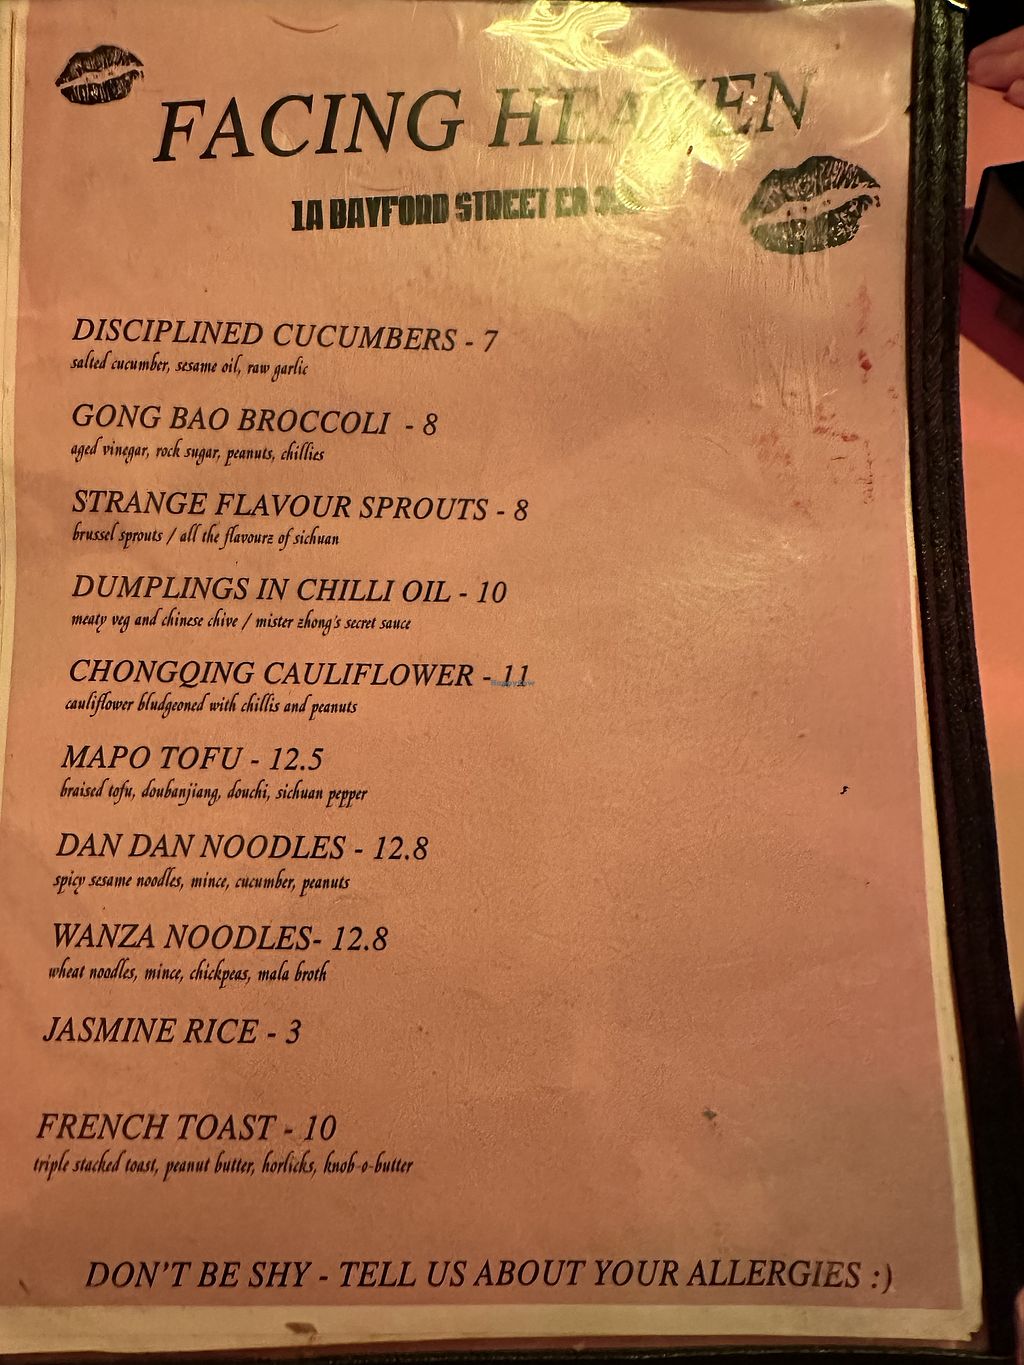 FACING HEAVEN
1A BAYFORD STREET E8
DISCIPLINED CUCUMBERS - 7
salted cucumber, sesame oil, raw garlic
GONG BAO BROCCOLI - 8
aged vinegar, rock sugar, peanuts, chillies
STRANGE FLAVOUR SPROUTS - 8
brussel sprouts / all the flavourz of sichuan
DUMPLINGS IN CHILLI OIL - 10
meaty veg and chinese chive / mister zhong's secret sauce
CHONGQING CAULIFLOWER - 11
HappyCow
cauliflower bludgeoned with chillis and peanuts
MAPO TOFU - 12.5
braised tofu, doubanjiang, douchi, sichuan pepper
DAN DAN NOODLES - 12.8
spicy sesame noodles, mince, cucumber, peanuts
WANZA NOODLES- 12.8
wheat noodles, mince, chickpeas, mala broth
JASMINE RICE - 3
FRENCH TOAST - 10
triple stacked toast, peanut butter, horlicks, knob-o-butter
DON'T BE SHY - TELL US ABOUT YOUR ALLERGIES :)